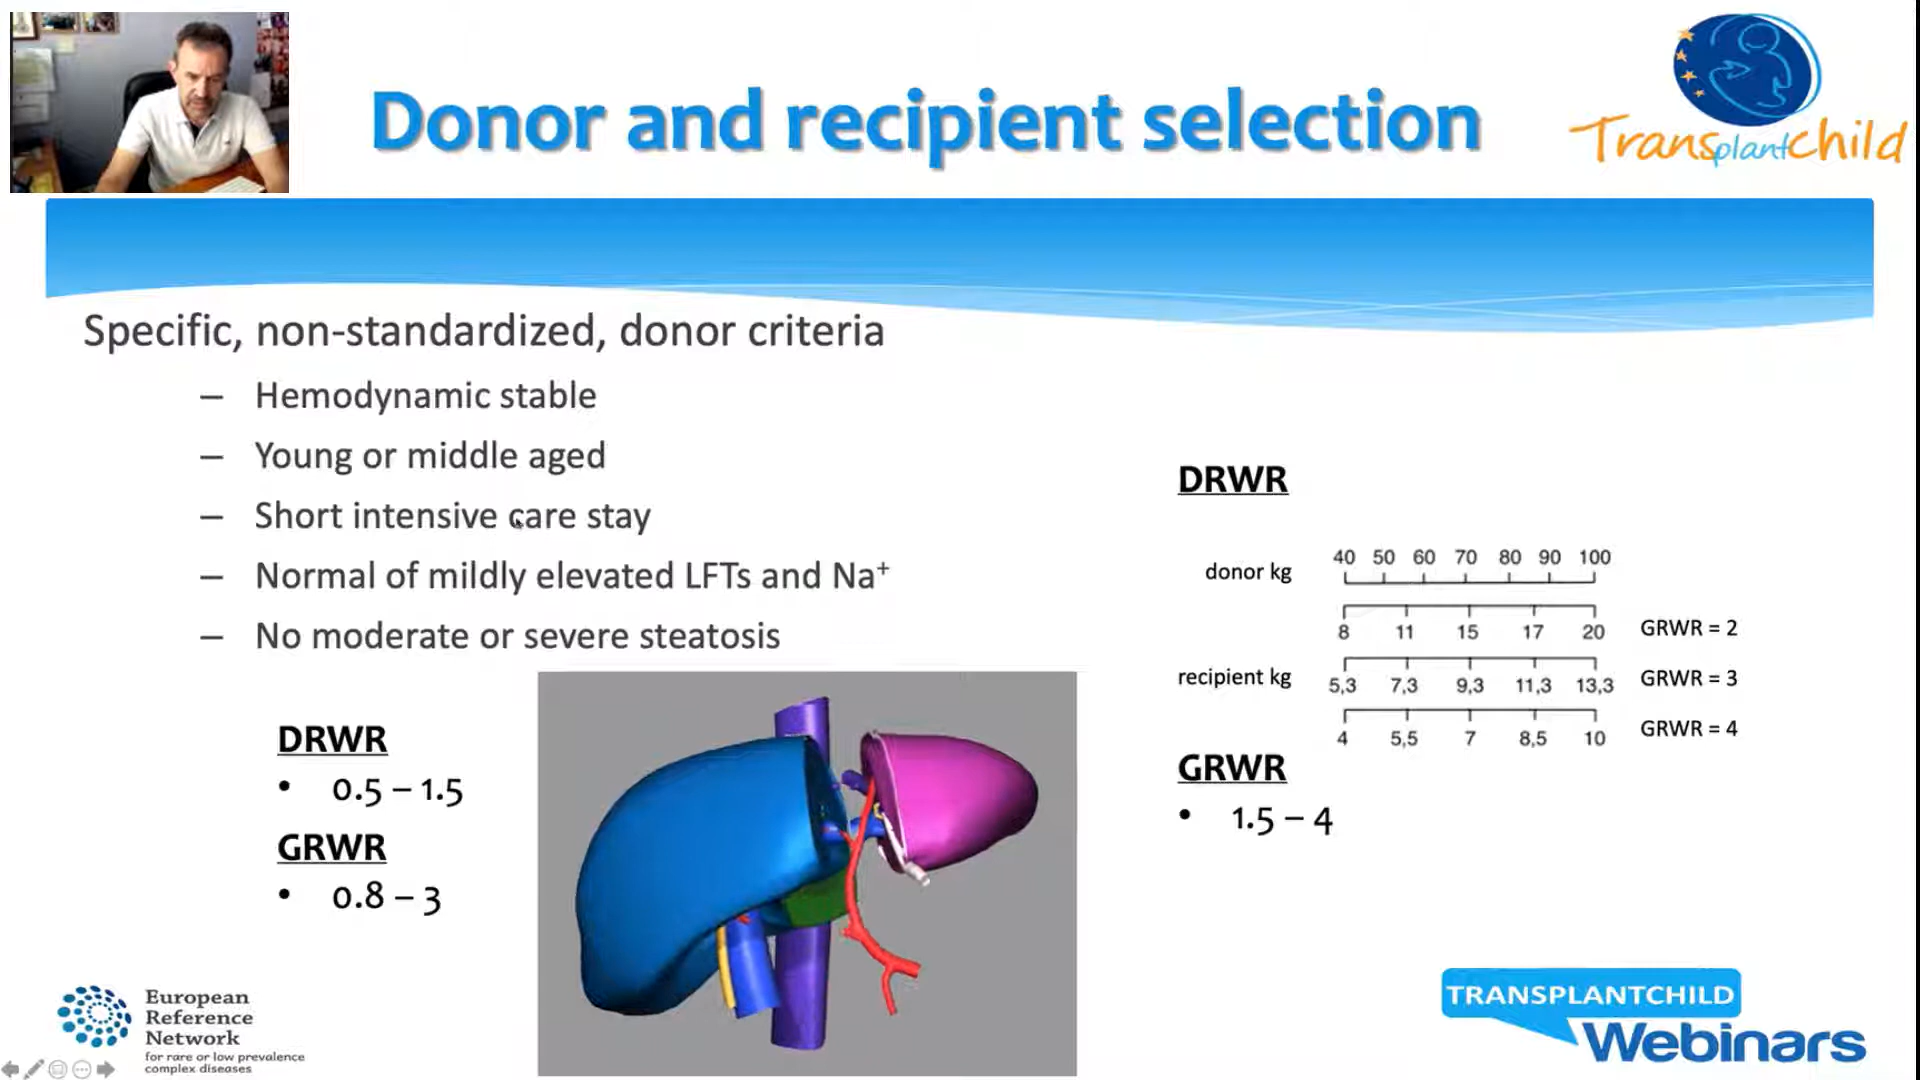 Donor and recipient selection
Transplantchild
Specific, non-standardized, donor criteria
– Hemodynamic stable
– Young or middle aged
– Short intensive care stay
– Normal of mildly elevated LFTs and Na⁺
– No moderate or severe steatosis
DRWR
• 0.5 – 1.5
GRWR
• 0.8 – 3
DRWR
donor kg
40 50 60 70 80 90 100
8 11 15 17 20 GRWR = 2
recipient kg
5,3 7,3 9,3 11,3 13,3 GRWR = 3
4 5,5 7 8,5 10 GRWR = 4
GRWR
• 1.5 – 4
European
Reference
Network
for rare or low prevalence
complex diseases
TRANSPLANTCHILD
Webinars